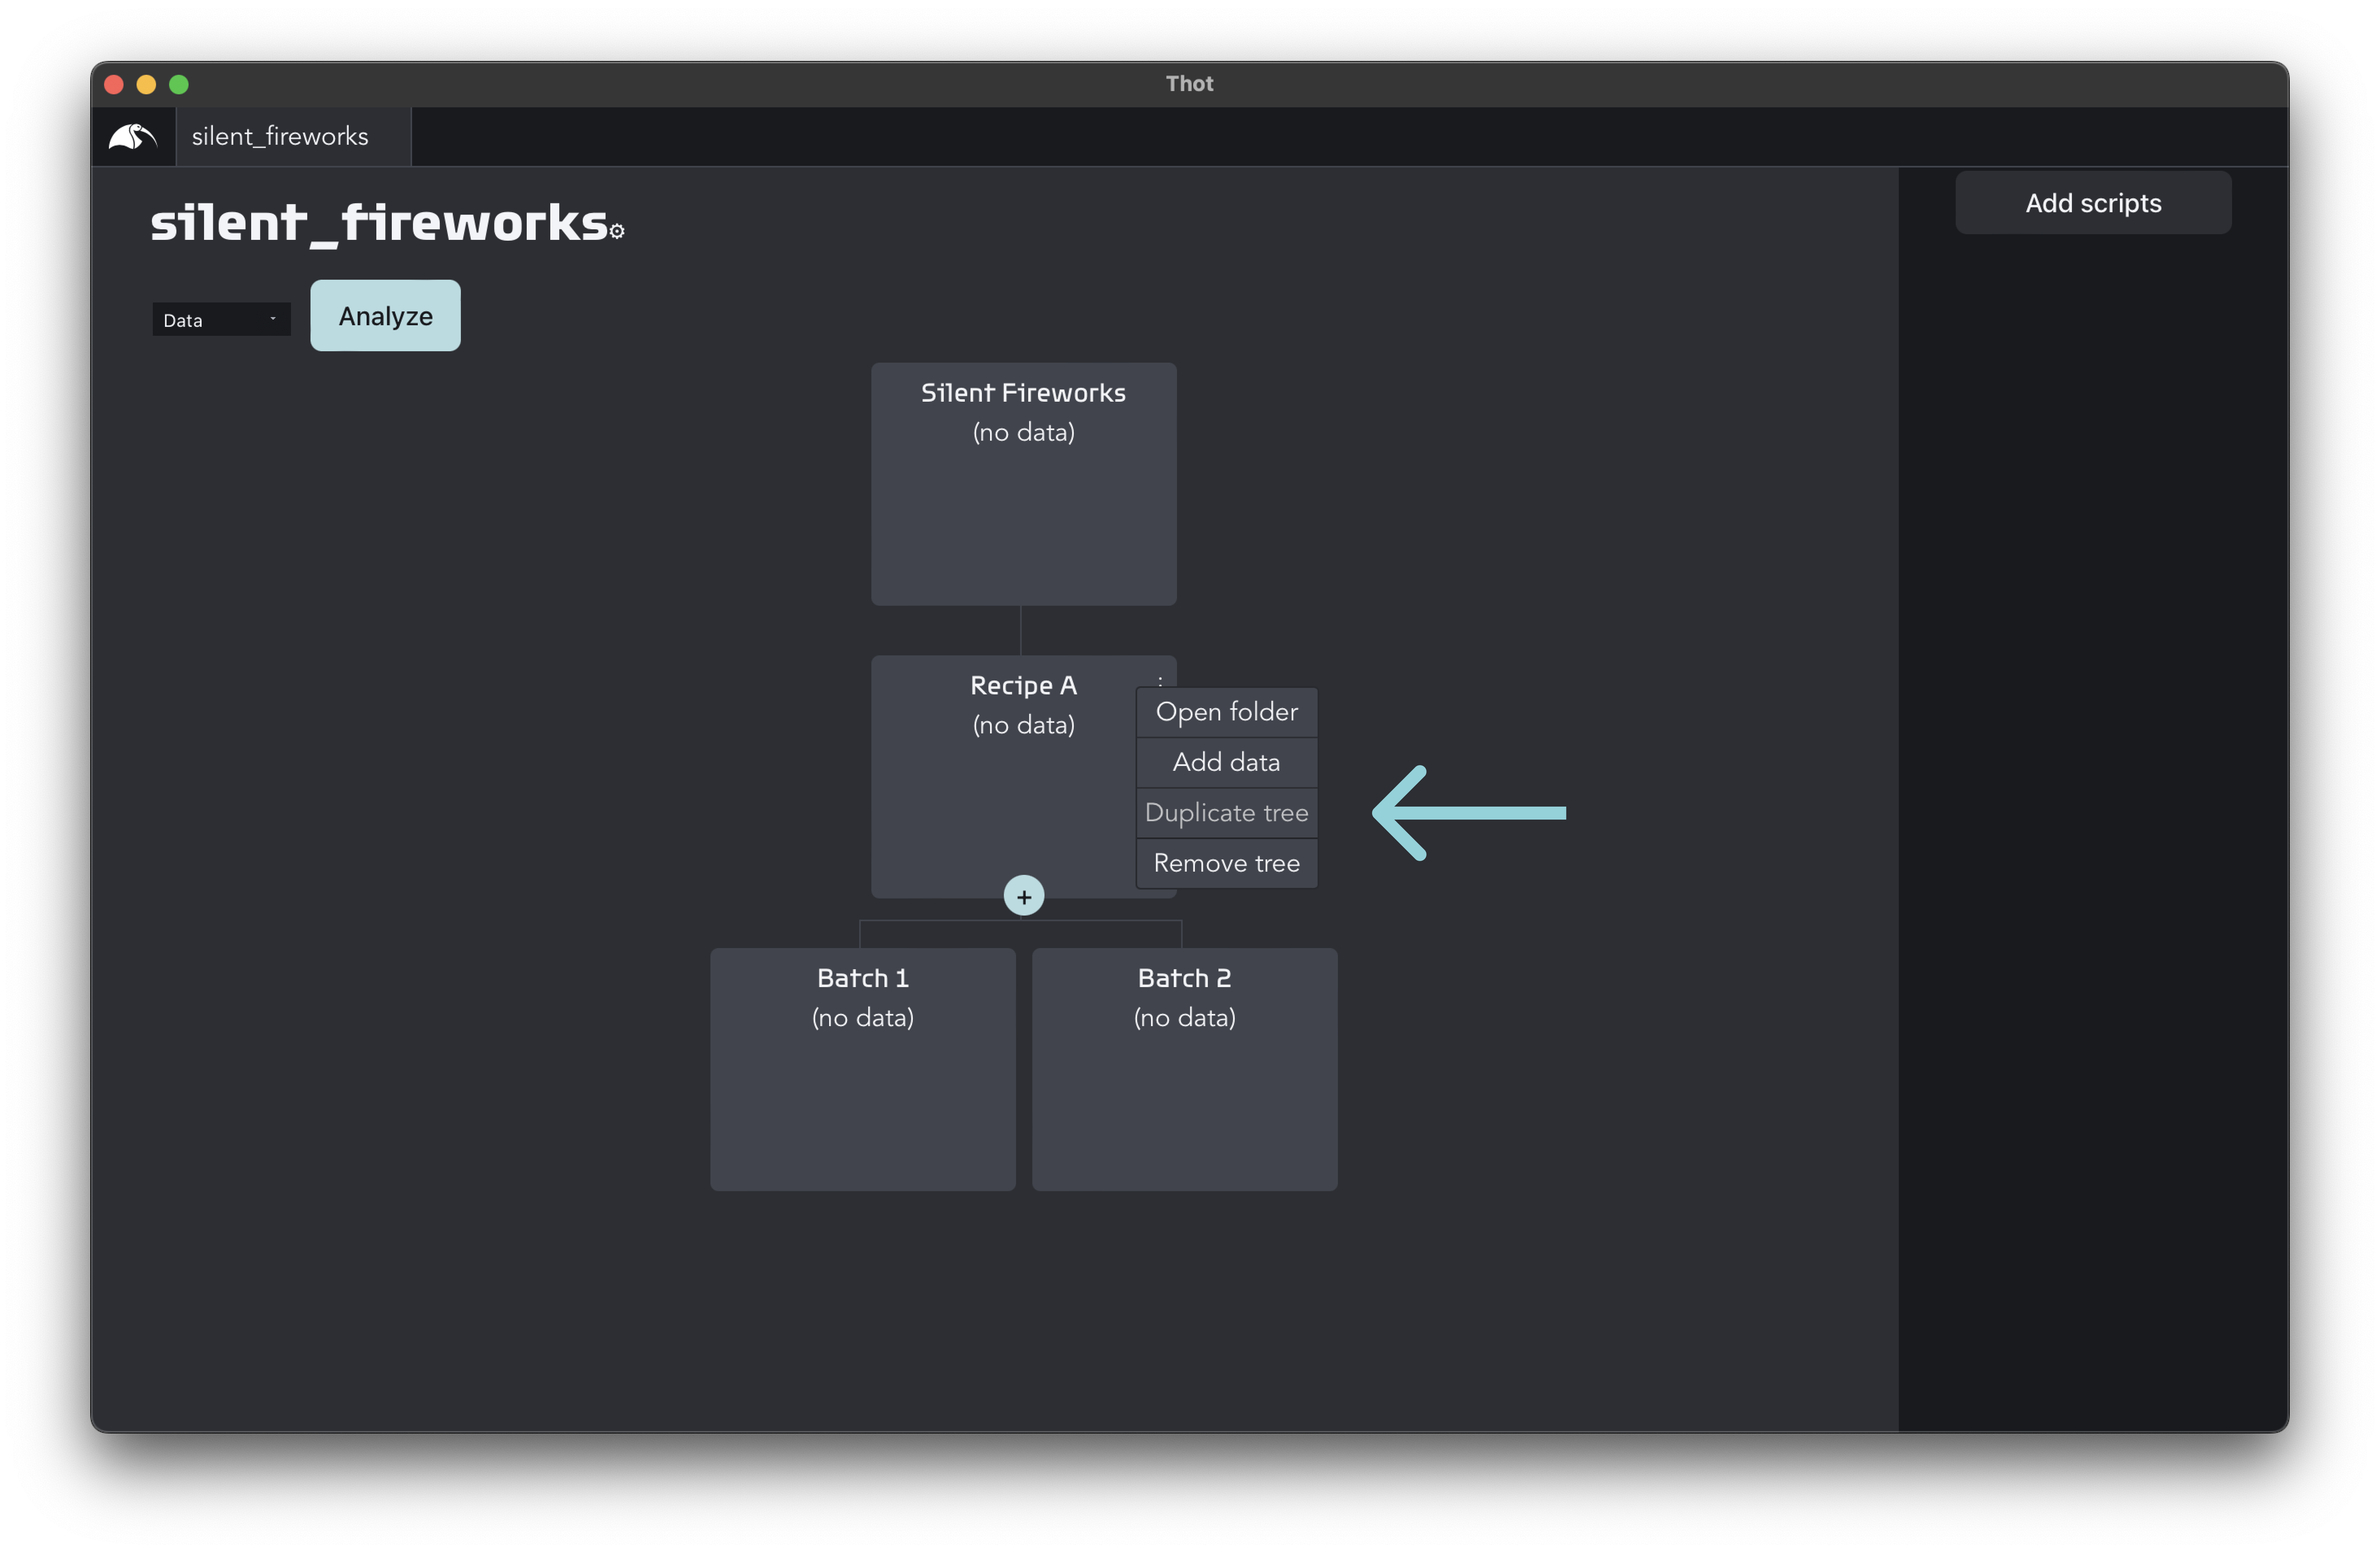 Thot
silent_fireworks
Add scripts
silent_fireworks
Data
Analyze
Silent Fireworks
(no data)
Recipe A
(no data)
Open folder
Add data
Duplicate tree
Remove tree
+
Batch 1
(no data)
Batch 2
(no data)